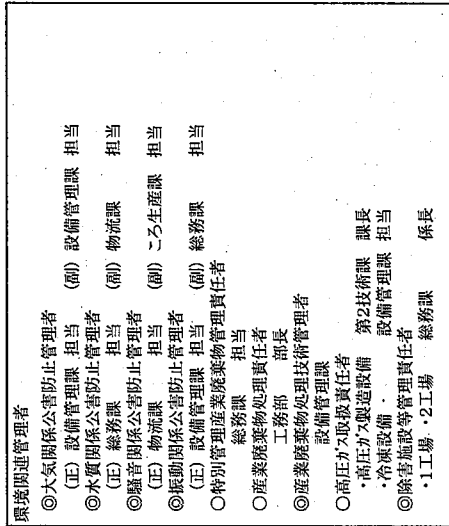 環境関連管理者
◎大気関係公害防止管理者
(正) 設備管理課 担当 (副) 設備管理課 担当
◎水質関係公害防止管理者
(正) 総務課 担当 (副) 物流課 担当
◎騒音関係公害防止管理者
(正) 物流課 担当 (副) ころ生産課 担当
◎振動関係公害防止管理者
(正) 設備管理課 担当 (副) 総務課 担当
○特別管理産業廃棄物管理責任者
総務課 担当
○産業廃棄物処理責任者
工務部 部長
◎産業廃棄物処理技術管理者
設備管理課
○高圧ガス取扱責任者
・高圧ガス製造設備 第2技術課 課長
・冷凍設備・ 設備管理課 担当
◎除害施設等管理責任者
・1工場・2工場 総務課 係長